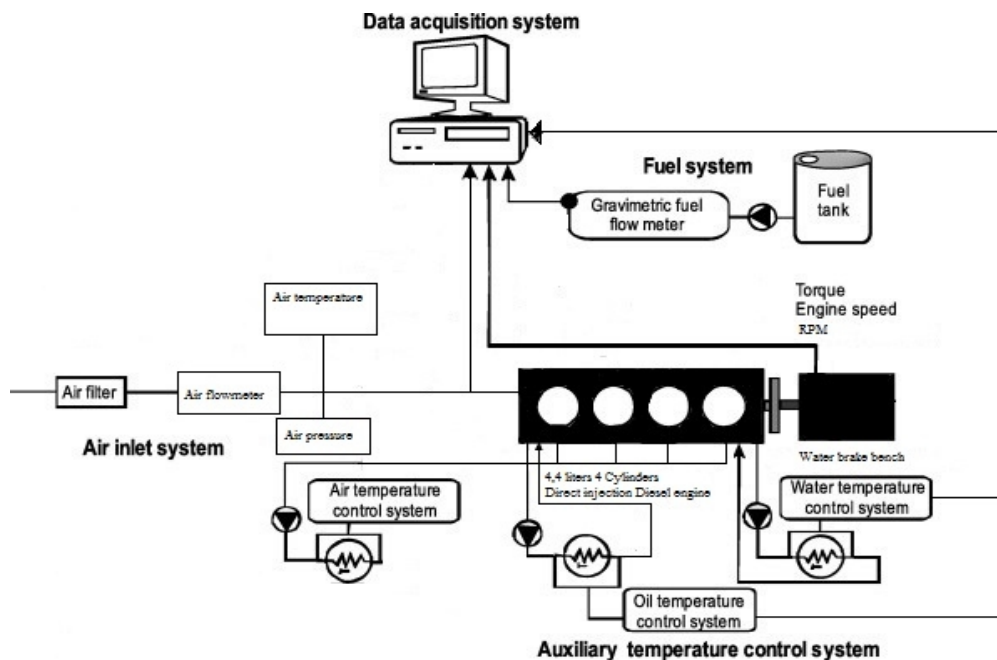 Data acquisition system
Fuel system
Gravimetric fuel
flow meter
Fuel
tank
Air temperature
Torque
Engine speed
RPM
Air filter
Air flowmeter
Air pressure
Air inlet system
Water brake bench
4,4 liters 4 Cylinders
Direct injection Diesel engine
Air temperature
control system
Water temperature
control system
Oil temperature
control system
Auxiliary temperature control system